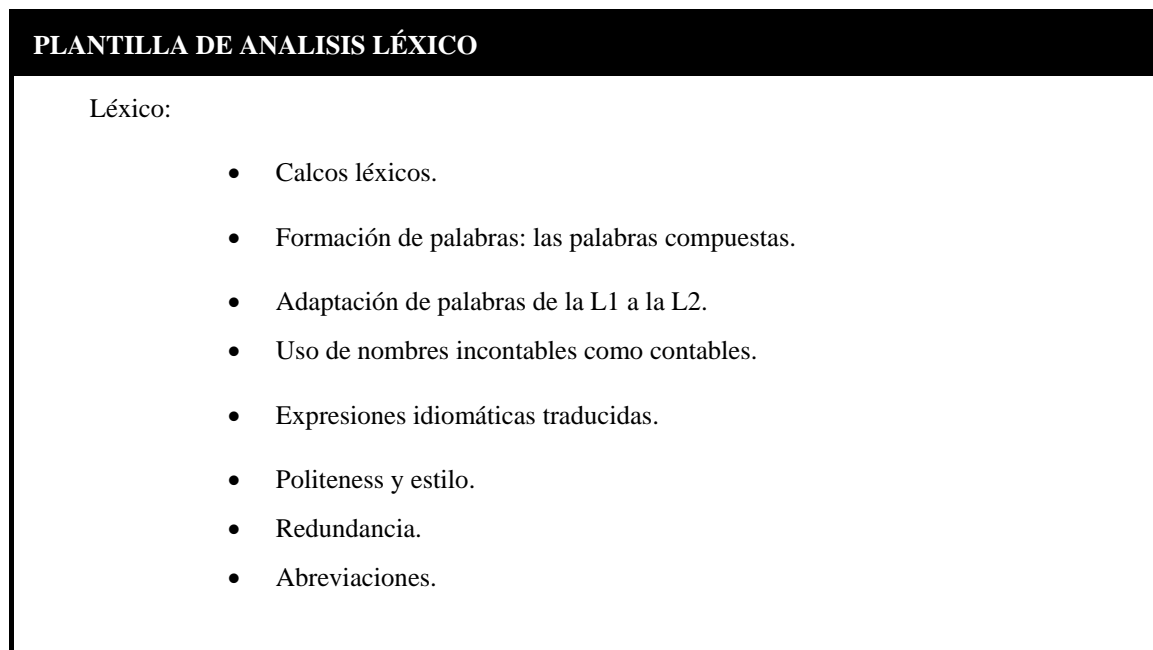 PLANTILLA DE ANALISIS LÉXICO
Léxico:
• Calcos léxicos.
• Formación de palabras: las palabras compuestas.
• Adaptación de palabras de la L1 a la L2.
• Uso de nombres incontables como contables.
• Expresiones idiomáticas traducidas.
• Politeness y estilo.
• Redundancia.
• Abreviaciones.